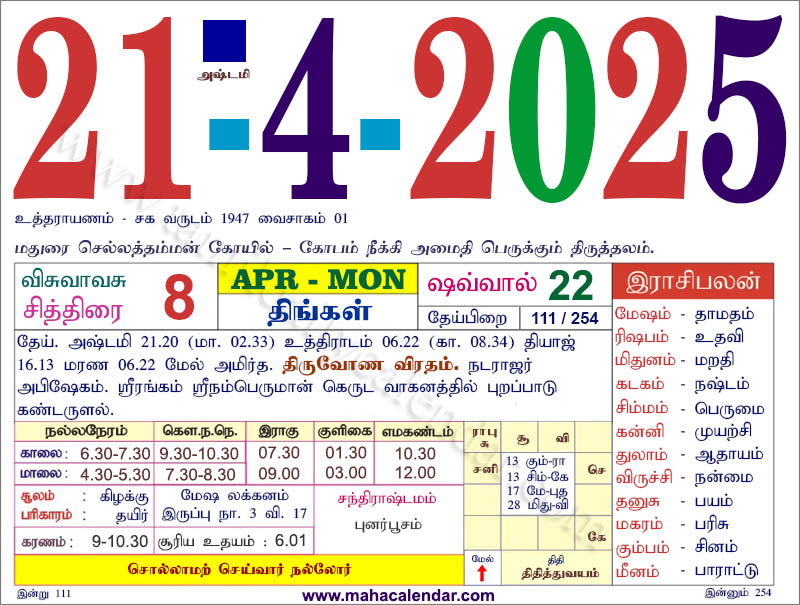 21-4-2025
அஷ்டமி
உத்தராயணம் - சக வருடம் 1947 வைசாகம் 01
மதுரை செல்லத்தம்மன் கோயில் – கோபம் நீக்கி அமைதி பெருக்கும் திருத்தலம்.
விசுவாவசு
சித்திரை 8
APR - MON
திங்கள்
ஷவ்வால் 22
தேய்பிறை 111 / 254
தேய். அஷ்டமி 21.20 (மா. 02.33) உத்திராடம் 06.22 (கா. 08.34) தியாஜ்
16.13 மரண 06.22 மேல் அமிர்த. திருவோண விரதம். நடராஜர்
அபிஷேகம். ஸ்ரீரங்கம் ஸ்ரீநம்பெருமான் கெருட வாகனத்தில் புறப்பாடு
கண்டருளல்.
இராசிபலன்
மேஷம் - தாமதம்
ரிஷபம் - உதவி
மிதுனம் - மறதி
கடகம் - நஷ்டம்
சிம்மம் - பெருமை
கன்னி - முயற்சி
துலாம் - ஆதாயம்
விருச்சி - நன்மை
தனுசு - பயம்
மகரம் - பரிசு
கும்பம் - சினம்
மீனம் - பாராட்டு
நல்லநேரம் கௌ.ந.நெ. இராகு குளிகை எமகண்டம்
காலை: 6.30-7.30 9.30-10.30 07.30 01.30 10.30
மாலை: 4.30-5.30 7.30-8.30 09.00 03.00 12.00
சூலம் : கிழக்கு
பரிகாரம் : தயிர்
மேஷ லக்கனம்
இருப்பு நா. 3 வி. 17
சந்திராஷ்டமம்
புனர்பூசம்
கரணம்: 9-10.30 சூரிய உதயம் : 6.01
சொல்லாமற் செய்வார் நல்லோர்
ராபு
சு
சூ
வி
சனி
செ
கே
13 கும்-ரா
13 சிம்-கே
17 மே-புத
28 மிது-வி
மேல்
திதி
திதித்துவயம்
இன்று 111
www.mahacalendar.com
இன்னும் 254
www.tamildailycalendar.com